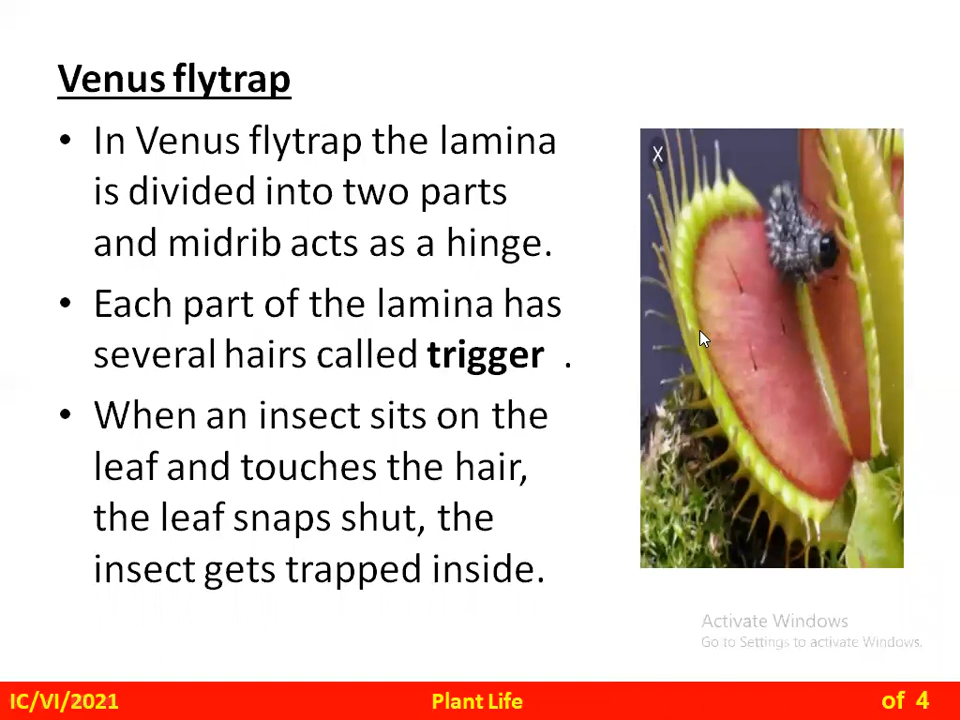 Venus flytrap
• In Venus flytrap the lamina
is divided into two parts
and midrib acts as a hinge.
• Each part of the lamina has
several hairs called trigger .
• When an insect sits on the
leaf and touches the hair,
the leaf snaps shut, the
insect gets trapped inside.
X
Activate Windows
Go to Settings to activate Windows.
IC/VI/2021
Plant Life
of 4